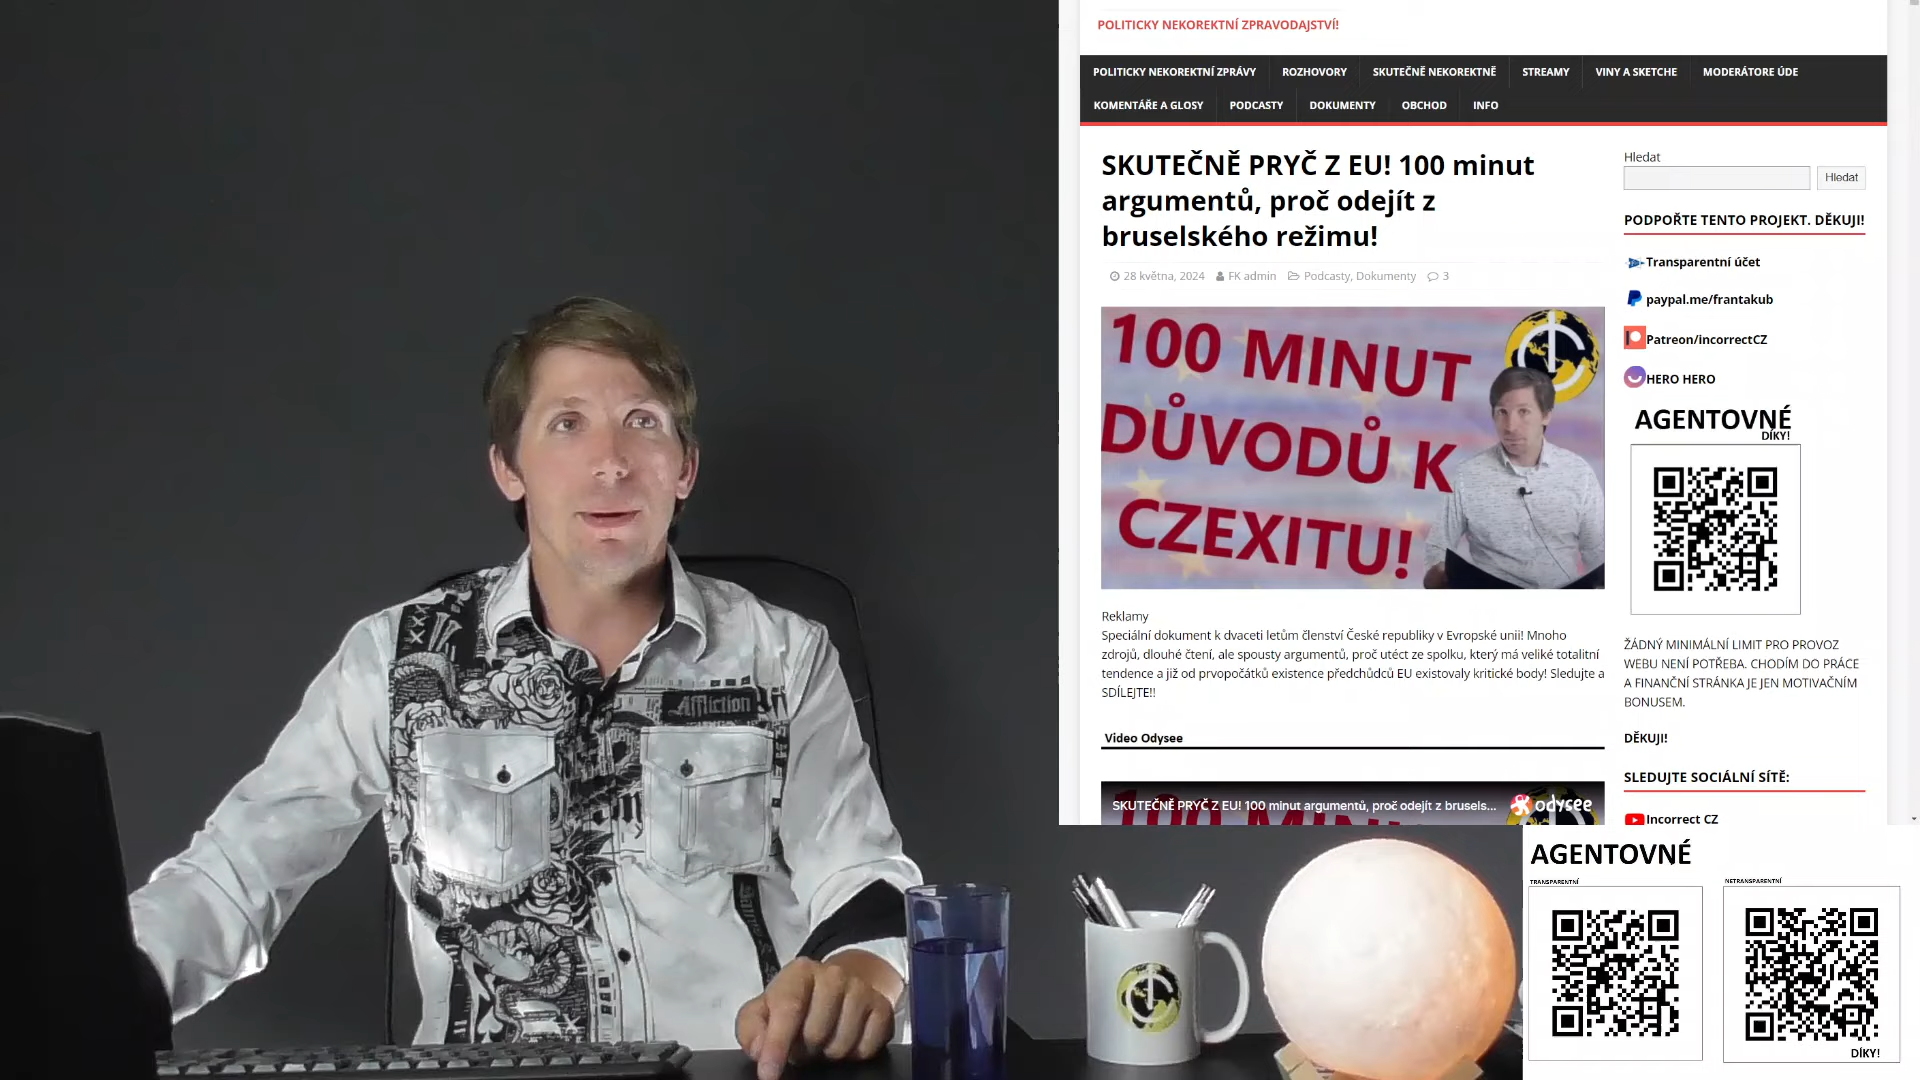 POLITICKY NEKOREKTNÍ ZPRAVODAJSTVÍ!
POLITICKY NEKOREKTNÍ ZPRÁVY
ROZHOVORY
SKUTEČNĚ NEKOREKTNĚ
STREAMY
VINY A SKETCHE
MODERÁTORE ÚDE
KOMENTÁŘE A GLOSY
PODCASTY
DOKUMENTY
OBCHOD
INFO
SKUTEČNĚ PRYČ Z EU! 100 minut
argumentů, proč odejít z
bruselského režimu!
28 května, 2024
FK admin
Podcasty, Dokumenty
3
100 MINUT
DŮVODŮ K
CZEXITU!
Reklamy
Speciální dokument k dvaceti letům členství České republiky v Evropské unii! Mnoho
zdrojů, dlouhé čtení, ale spousty argumentů, proč utéct ze spolku, který má veliké totalitní
tendence a již od prvopočátků existence předchůdců EU existovaly kritické body! Sledujte a
SDÍLEJTE!!
Video Odysee
SKUTEČNĚ PRYČ Z EU! 100 minut argumentů, proč odejít z brusels...
odysee
Hledat
Hledat
PODPOŘTE TENTO PROJEKT. DĚKUJI!
Transparentní účet
paypal.me/frantakub
Patreon/incorrectCZ
HERO HERO
AGENTOVNÉ
DÍKY!
ŽÁDNÝ MINIMÁLNÍ LIMIT PRO PROVOZ
WEBU NENÍ POTŘEBA. CHODÍM DO PRÁCE
A FINANČNÍ STRÁNKA JE JEN MOTIVAČNÍM
BONUSEM.
DĚKUJI!
SLEDUJTE SOCIÁLNÍ SÍTĚ:
Incorrect CZ
Affliction
AGENTOVNÉ
TRANSPARENTNÍ
NETRANSPARENTNÍ
DÍKY!